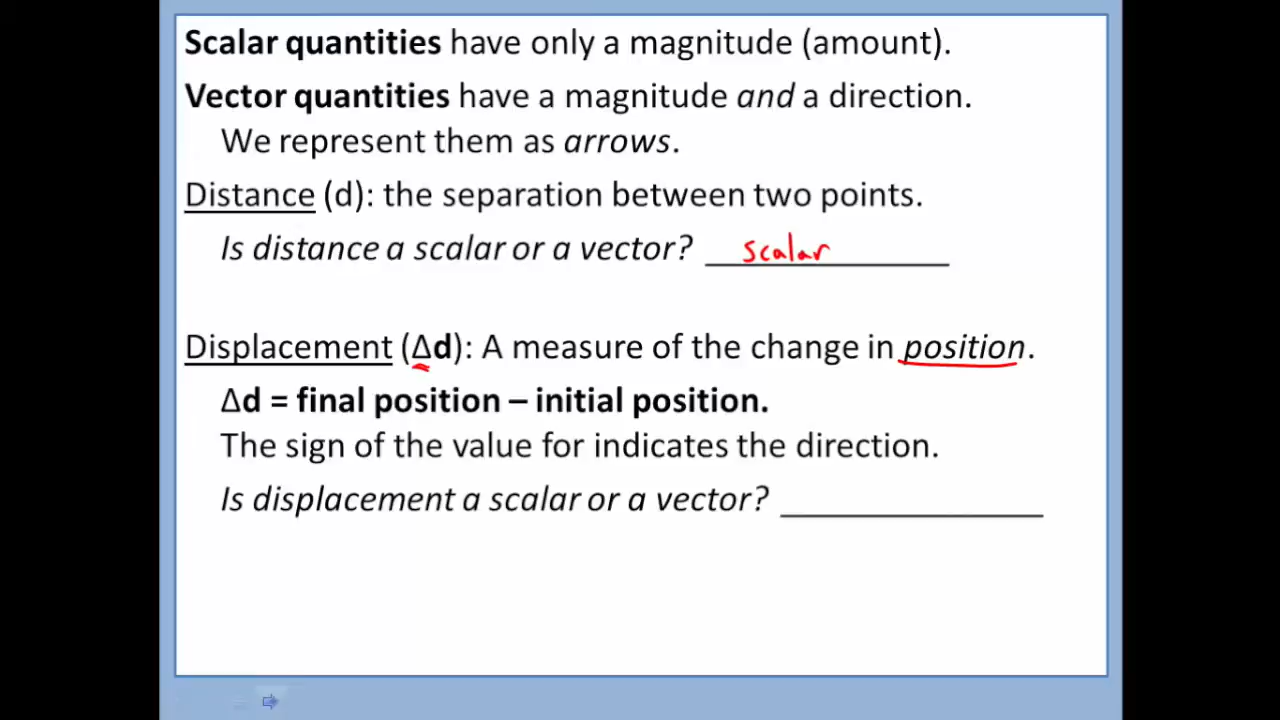 Scalar quantities have only a magnitude (amount).
Vector quantities have a magnitude and a direction.
We represent them as arrows.
Distance (d): the separation between two points.
Is distance a scalar or a vector? scalar
Displacement (Δd): A measure of the change in position.
Δd = final position – initial position.
The sign of the value for indicates the direction.
Is displacement a scalar or a vector?